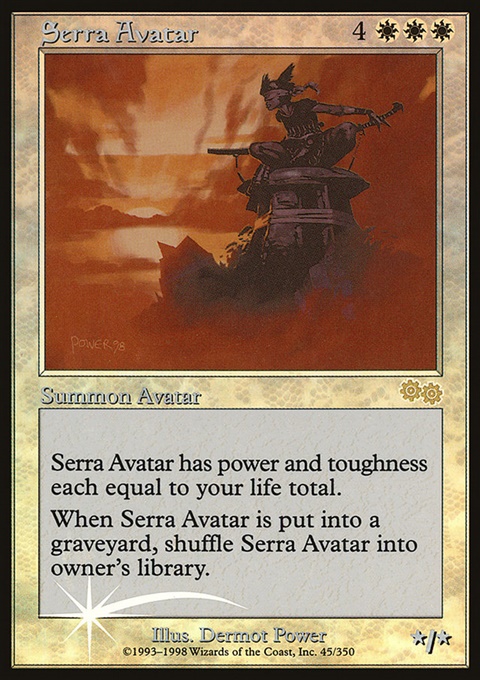 Serra Avatar 4
POWER 98
Summon Avatar
Serra Avatar has power and toughness
each equal to your life total.
When Serra Avatar is put into a
graveyard, shuffle Serra Avatar into
owner's library.
Illus. Dermot Power
*/*
©1993–1998 Wizards of the Coast, Inc. 45/350